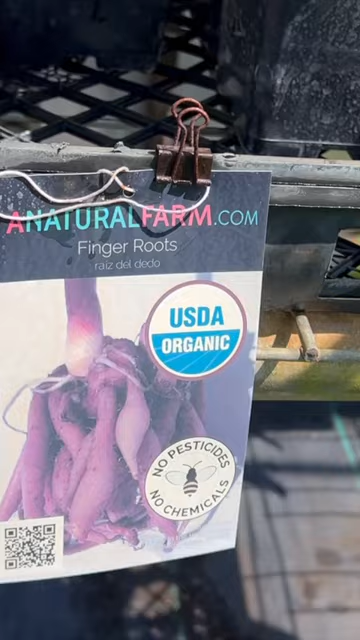 ANATURALFARM.COM
Finger Roots
raíz del dedo
USDA
ORGANIC
NO PESTICIDES
NO CHEMICALS